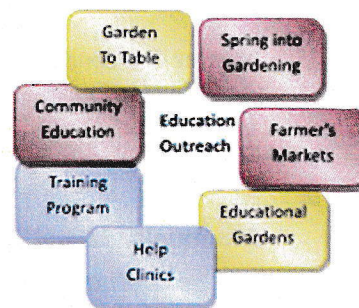 Garden
To Table
Spring into
Gardening
Community
Education
Education
Outreach
Farmer's
Markets
Training
Program
Educational
Gardens
Help
Clinics